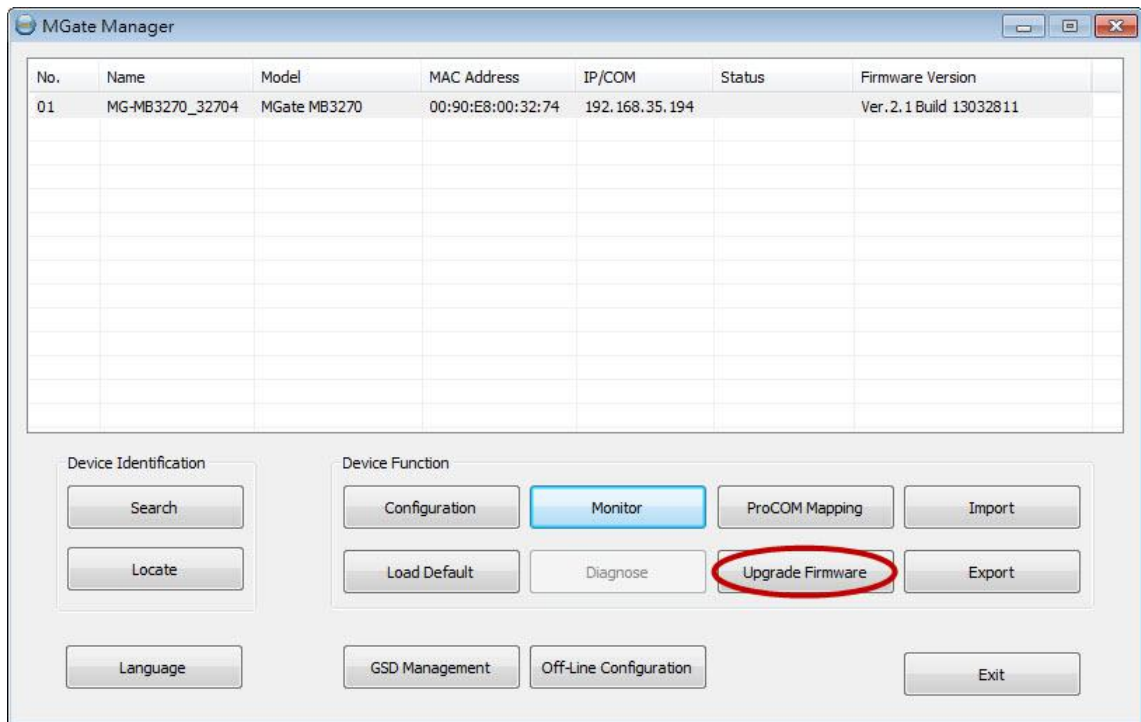 MGate Manager
No. Name Model MAC Address IP/COM Status Firmware Version
01 MG-MB3270_32704 MGate MB3270 00:90:E8:00:32:74 192.168.35.194 Ver.2.1 Build 13032811
Device Identification Device Function
Search Configuration Monitor ProCOM Mapping Import
Locate Load Default Diagnose Upgrade Firmware Export
Language GSD Management Off-Line Configuration Exit